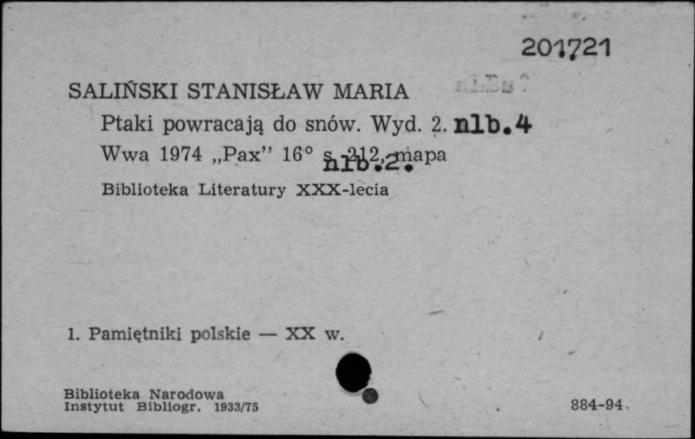 201721
SALIŃSKI STANISŁAW MARIA
Ptaki powracają do snów. Wyd. 2. nlb.4
Wwa 1974 „Pax” 16° s. 212, mapa
nlb.2.
Biblioteka Literatury XXX-lecia
1. Pamiętniki polskie — XX w.
Biblioteka Narodowa
Instytut Bibliogr. 1933/75
884-94